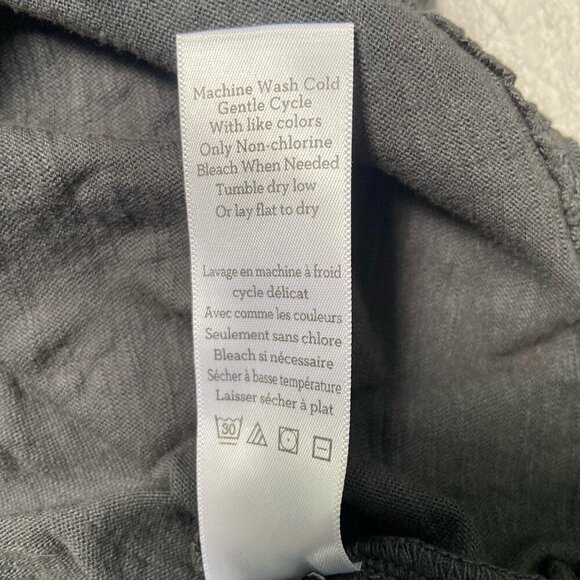 Machine Wash Cold
Gentle Cycle
With like colors
Only Non-chlorine
Bleach When Needed
Tumble dry low
Or lay flat to dry
Lavage en machine à froid
cycle délicat
Avec comme les couleurs
Seulement sans chlore
Bleach si nécessaire
Sécher à basse température
Laisser sécher à plat
30